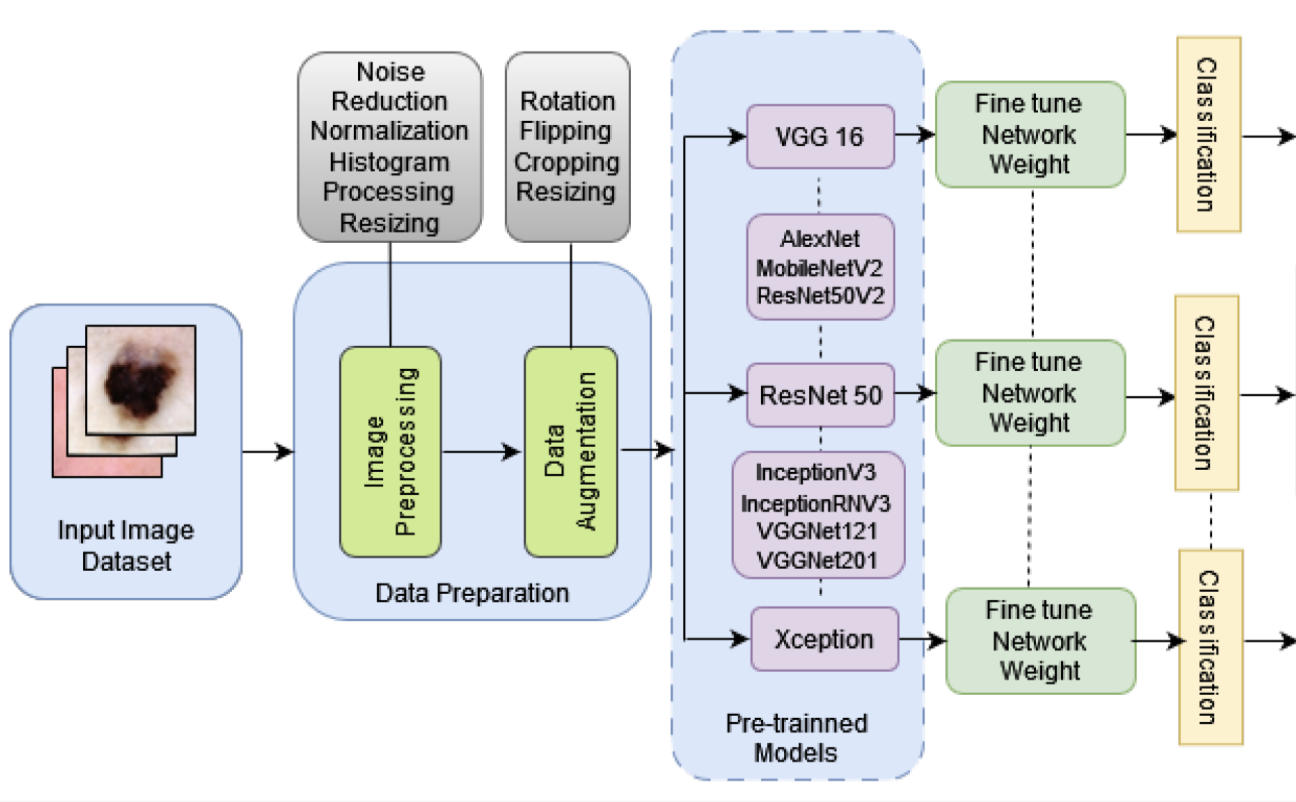 Noise
Reduction
Normalization
Histogram
Processing
Resizing
Rotation
Flipping
Cropping
Resizing
Input Image
Dataset
Image
Preprocessing
Data
Augmentation
Data Preparation
VGG 16
AlexNet
MobileNetV2
ResNet50V2
ResNet 50
InceptionV3
InceptionRNV3
VGGNet121
VGGNet201
Xception
Pre-trainned
Models
Fine tune
Network
Weight
Classification
Fine tune
Network
Weight
Classification
Fine tune
Network
Weight
Classification